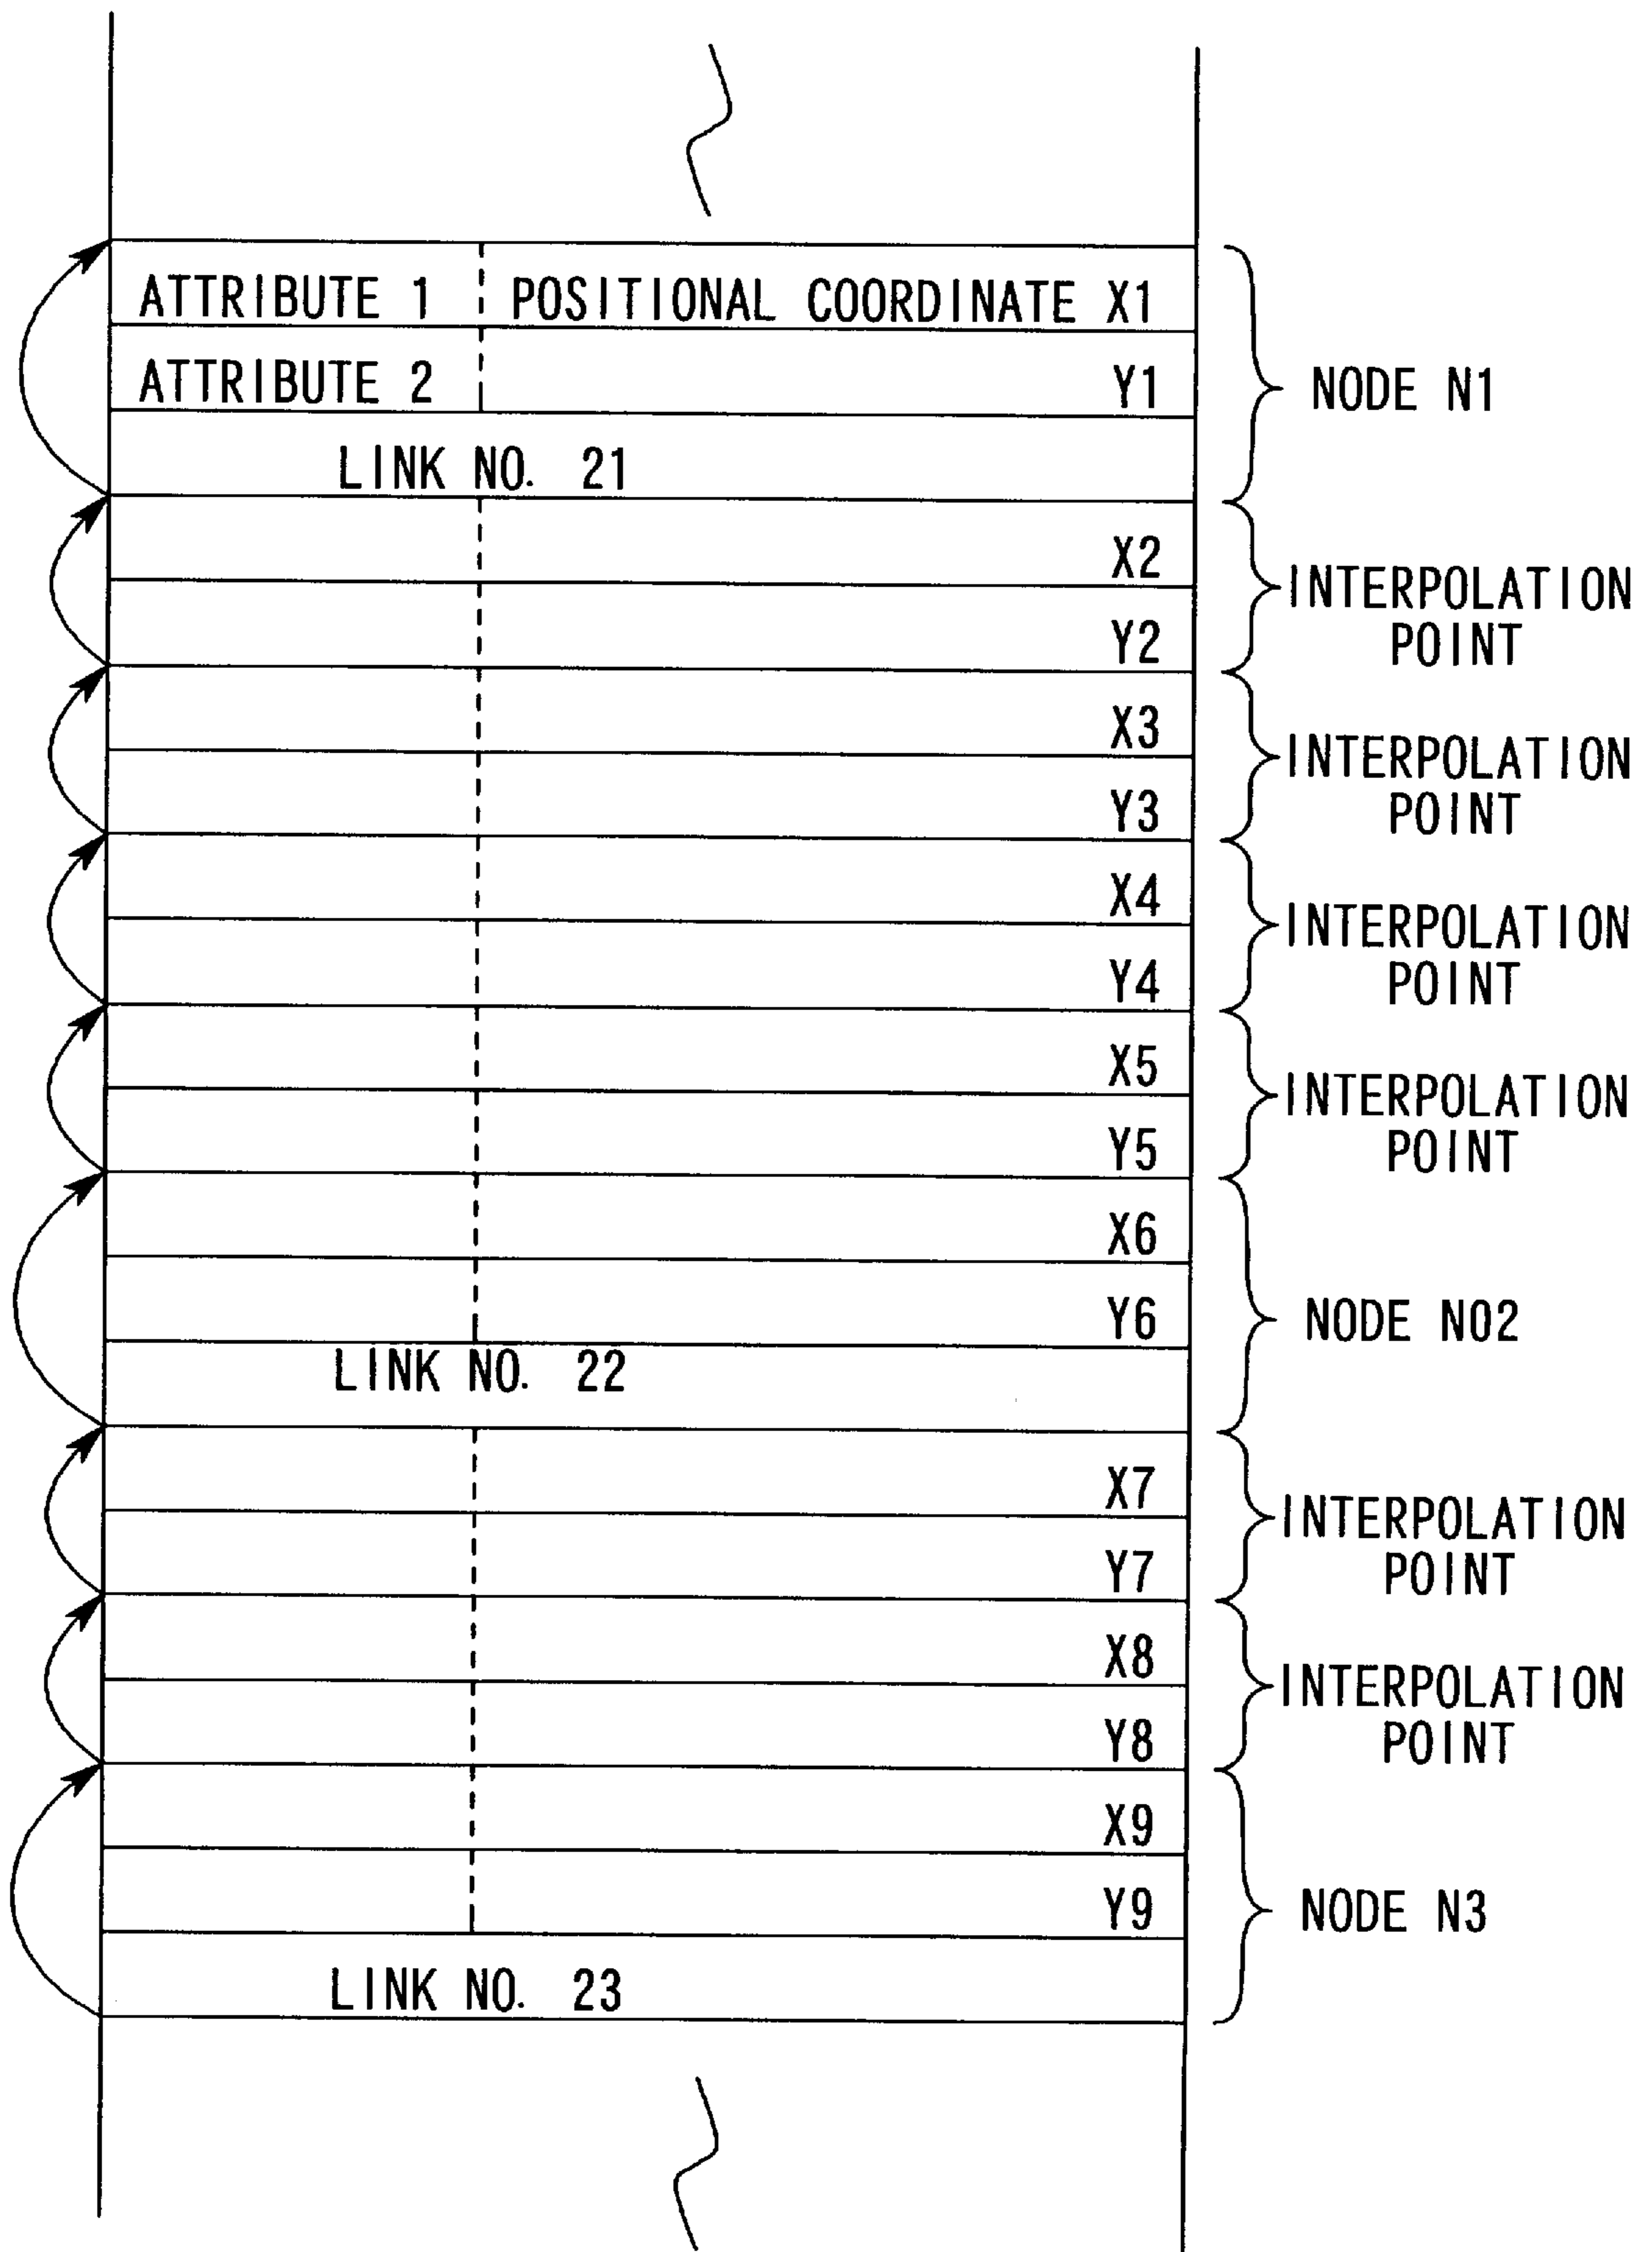 ATTRIBUTE 1 POSITIONAL COORDINATE X1
ATTRIBUTE 2 Y1 NODE N1
LINK NO. 21
X2
INTERPOLATION
Y2 POINT
X3
INTERPOLATION
Y3 POINT
X4
INTERPOLATION
Y4 POINT
X5
INTERPOLATION
Y5 POINT
X6
Y6 NODE N02
LINK NO. 22
X7
INTERPOLATION
Y7 POINT
X8
INTERPOLATION
Y8 POINT
X9
Y9 NODE N3
LINK NO. 23